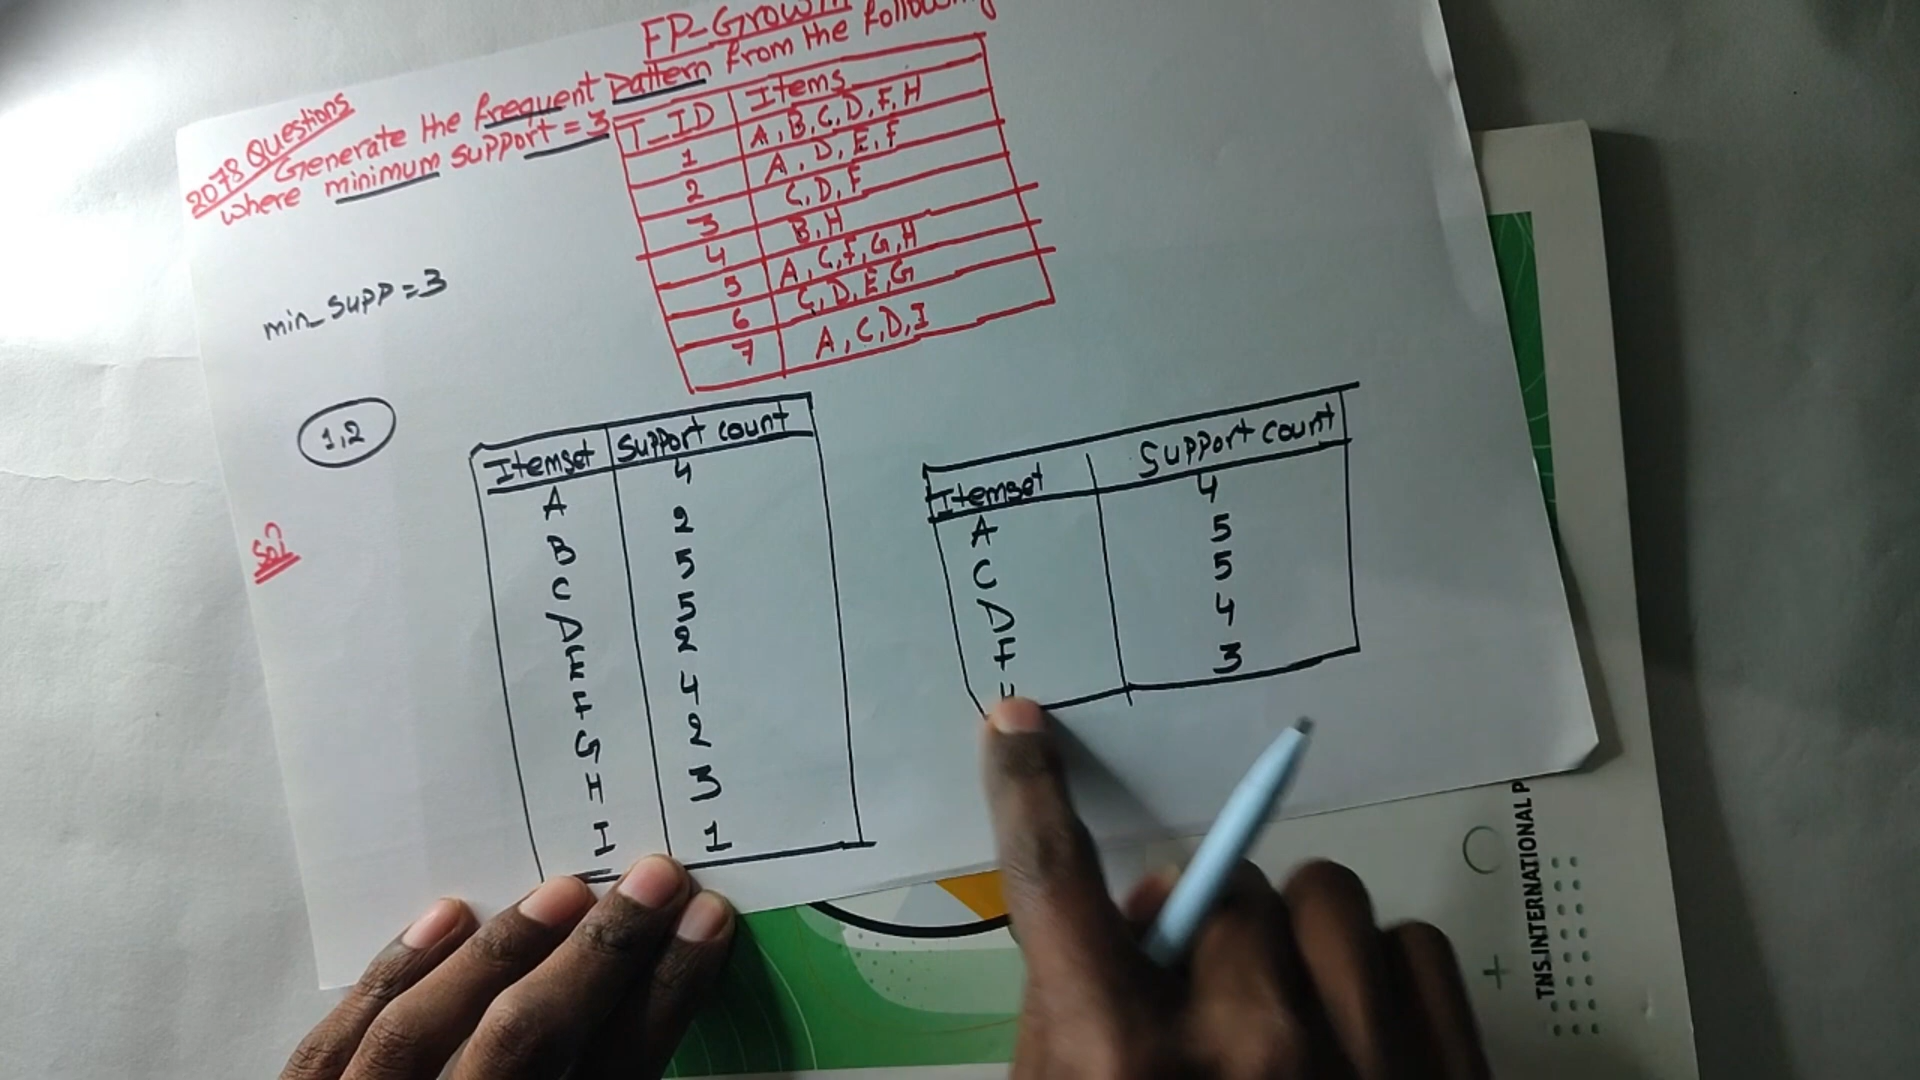 FP-Growth
2078 Questions
Generate the frequent pattern from the following
where minimum support = 3
T_ID Items
1 A, B, C, D, F, H
2 A, D, E, F
3 C, D, F
4 B, H
5 A, C, F, G, H
6 C, D, E, G
7 A, C, D, I
min_supp = 3
1,2
Sol
Itemset Support count
A 4
B 2
C 5
D 5
E 2
F 4
G 2
H 3
I 1
Itemset Support count
A 4
C 5
D 5
F 4
H 3
TNS INTERNATIONAL P